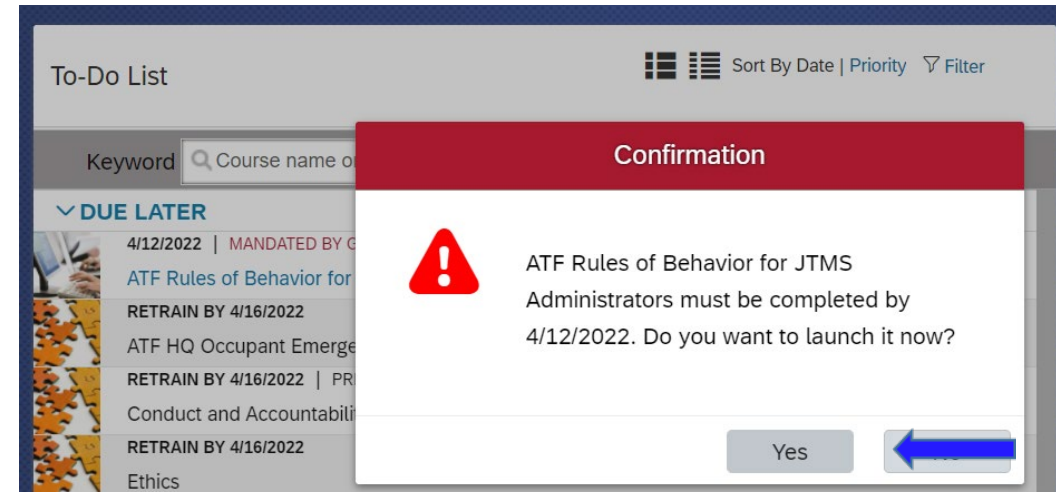 To-Do List
Sort By Date | Priority Filter
Keyword Course name o
Confirmation
DUE LATER
4/12/2022 | MANDATED BY G
ATF Rules of Behavior for
RETRAIN BY 4/16/2022
ATF HQ Occupant Emerge
RETRAIN BY 4/16/2022 | PR
Conduct and Accountabili
RETRAIN BY 4/16/2022
Ethics
ATF Rules of Behavior for JTMS
Administrators must be completed by
4/12/2022. Do you want to launch it now?
Yes